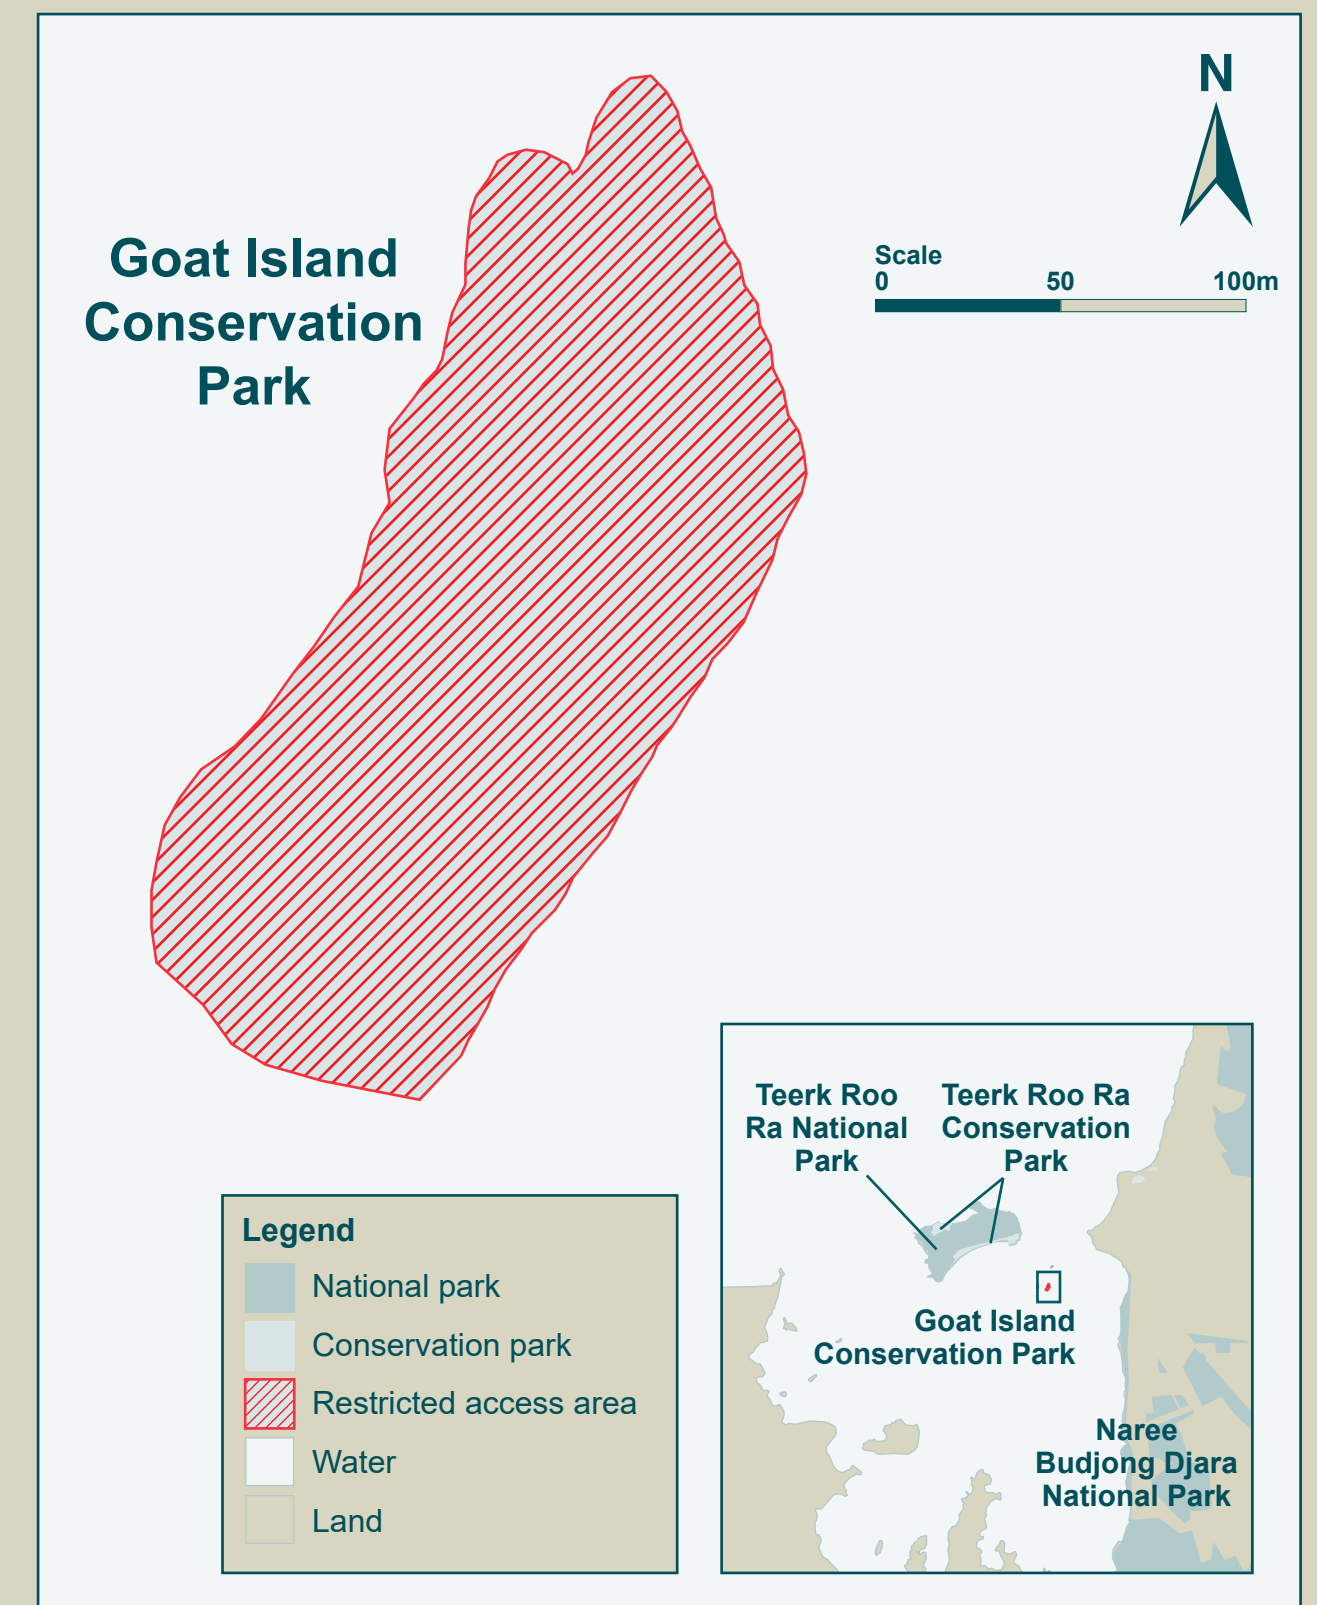 N
Goat Island
Conservation
Park
Scale
0 50 100m
Teerk Roo
Ra National
Park
Teerk Roo Ra
Conservation
Park
Goat Island
Conservation Park
Naree
Budjong Djara
National Park
Legend
National park
Conservation park
Restricted access area
Water
Land